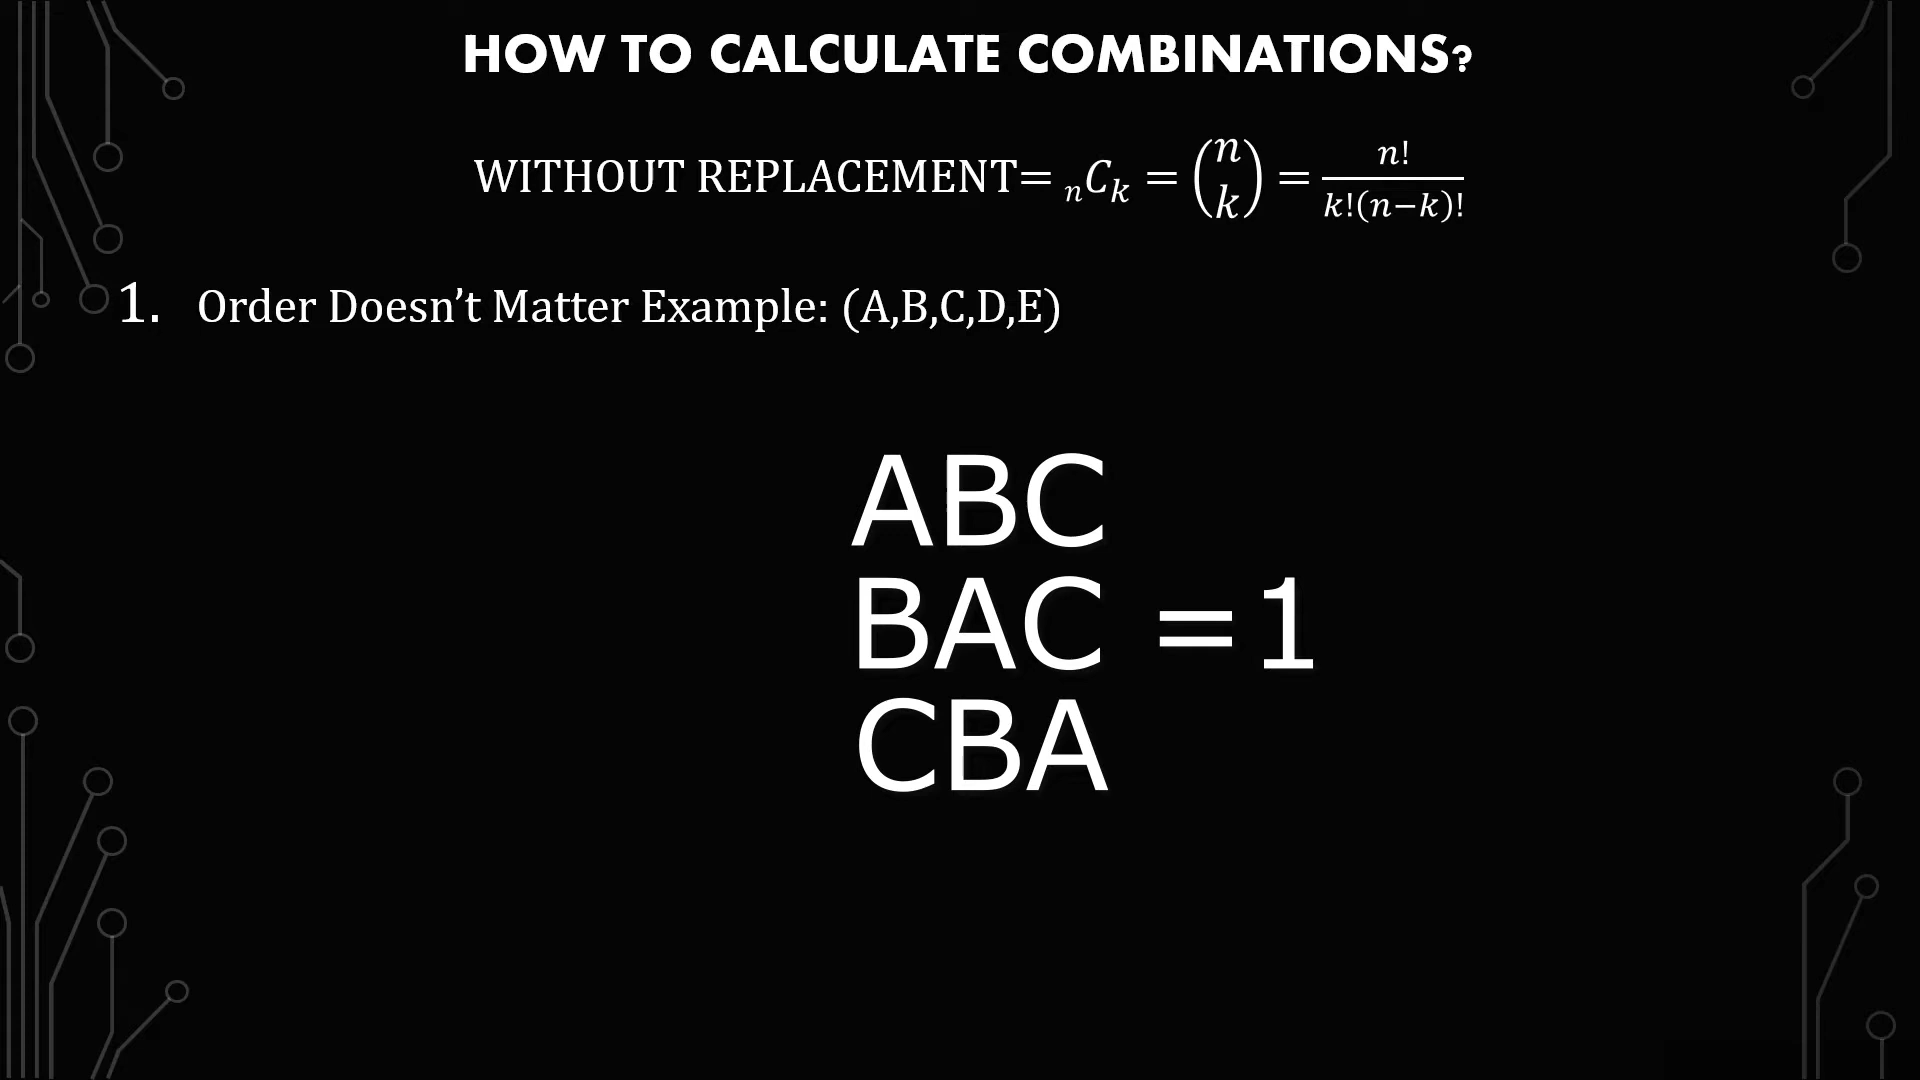 HOW TO CALCULATE COMBINATIONS?
WITHOUT REPLACEMENT= ₙCₖ = (n k) = n! / k!(n−k)!
1. Order Doesn’t Matter Example: (A,B,C,D,E)
ABC
BAC =1
CBA